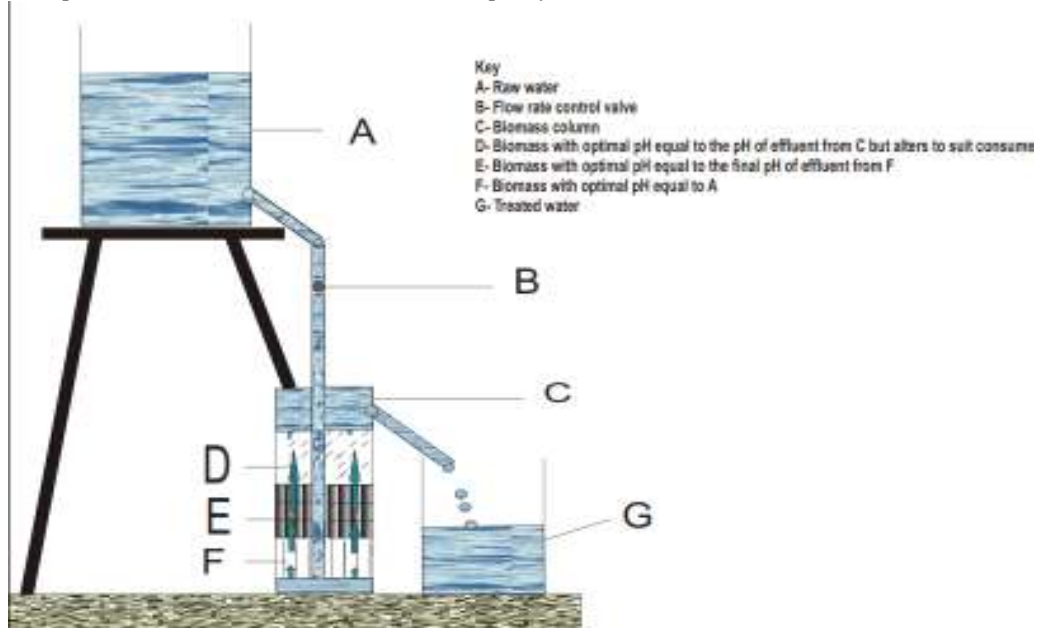 Key
A- Raw water
B- Flow rate control valve
C- Biomass column
D- Biomass with optimal pH equal to the pH of effluent from C but alters to suit consume
E- Biomass with optimal pH equal to the final pH of effluent from F
F- Biomass with optimal pH equal to A
G- Treated water
A
B
C
D
E
G
F